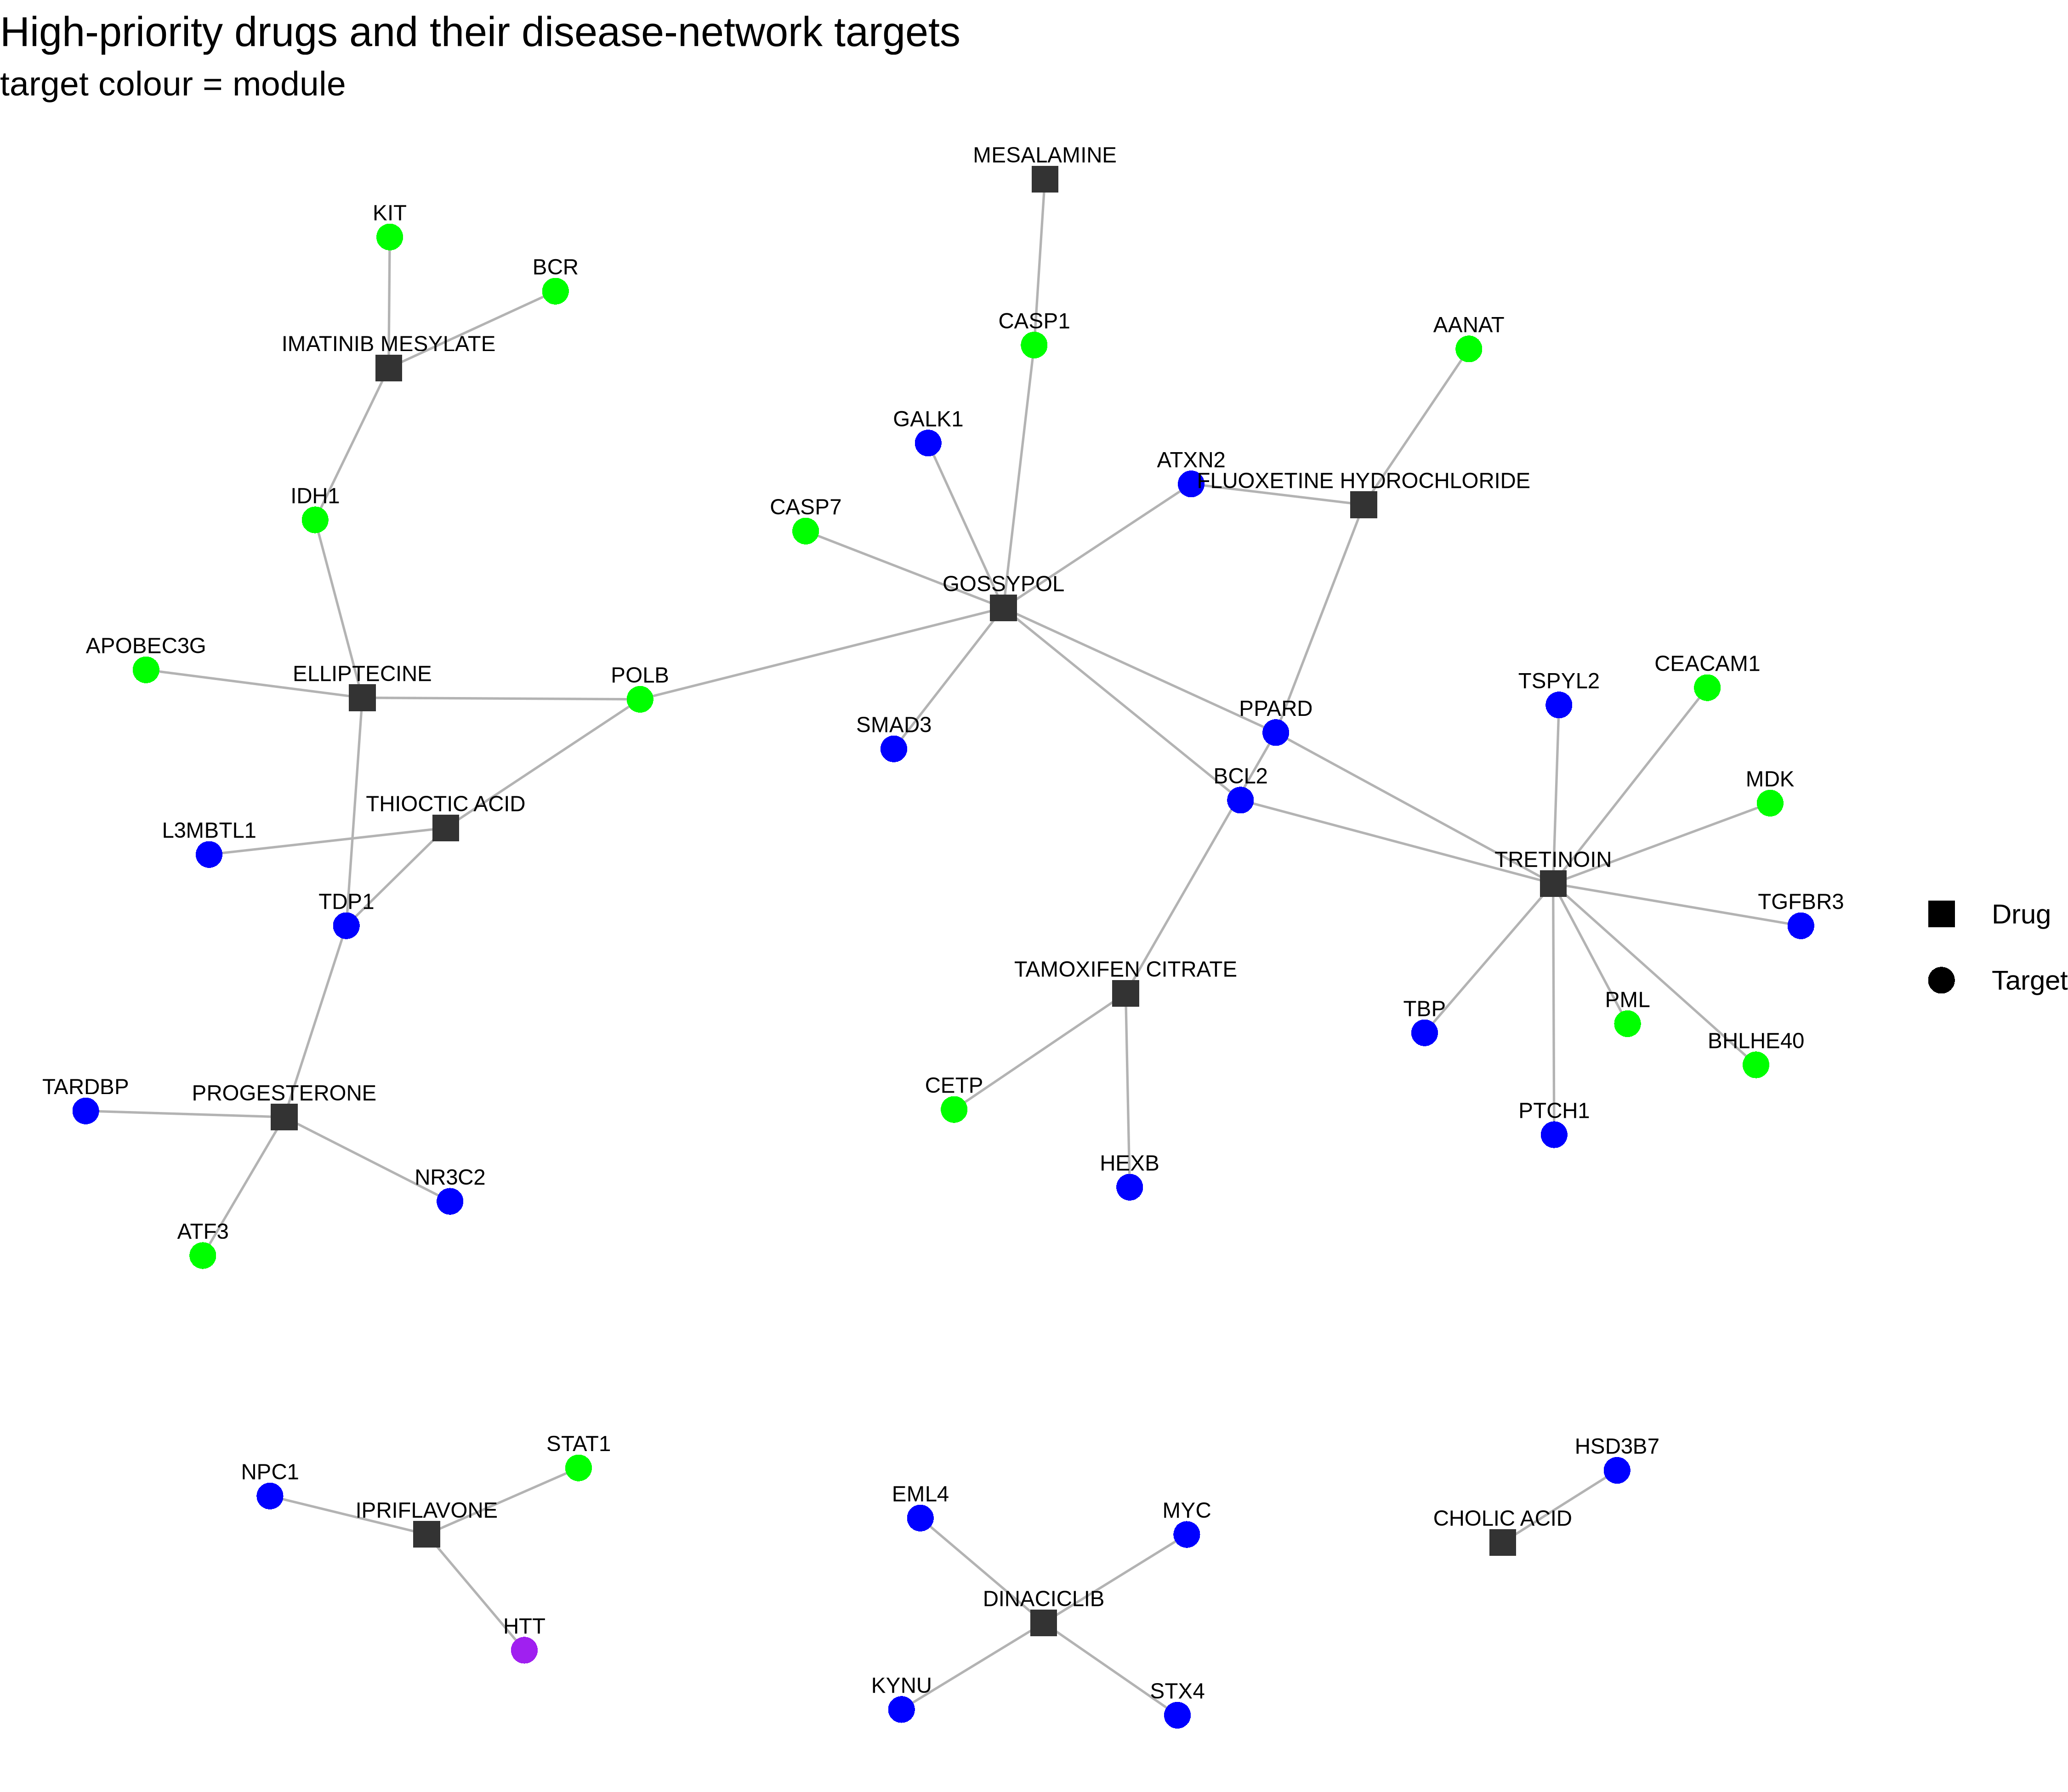 High-priority drugs and their disease-network targets
target colour = module
MESALAMINE
KIT
BCR
CASP1
AANAT
IMATINIB MESYLATE
GALK1
ATXN2
FLUOXETINE HYDROCHLORIDE
IDH1
CASP7
GOSSYPOL
APOBEC3G
CEACAM1
ELLIPTECINE
POLB
TSPYL2
PPARD
SMAD3
BCL2
MDK
THIOCTIC ACID
L3MBTL1
TRETINOIN
TDP1
TGFBR3
Drug
TAMOXIFEN CITRATE
Target
PML
TBP
BHLHE40
CETP
TARDBP
PROGESTERONE
PTCH1
HEXB
NR3C2
ATF3
STAT1
HSD3B7
NPC1
EML4
IPRIFLAVONE
MYC
CHOLIC ACID
DINACICLIB
HTT
KYNU
STX4